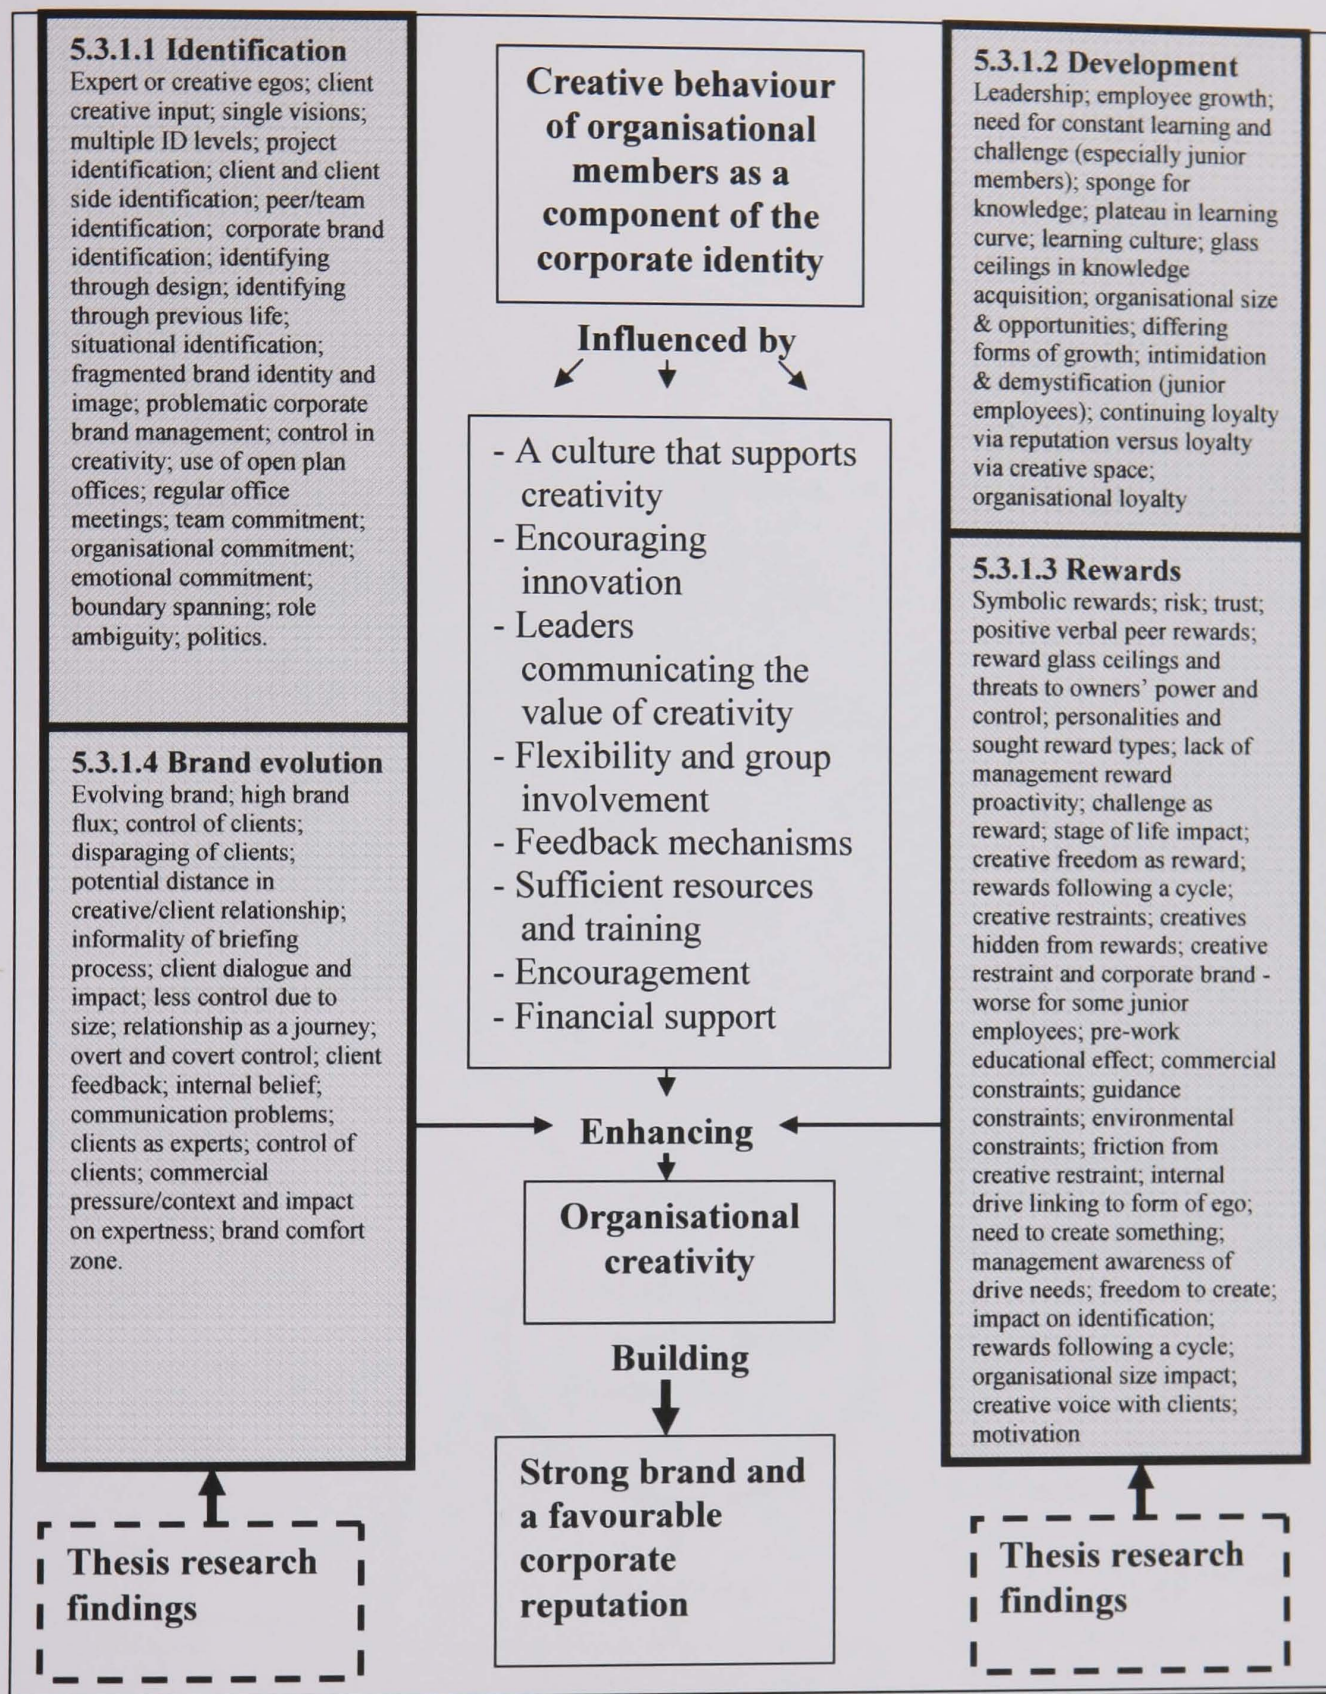 5.3.1.1 Identification
Expert or creative egos; client
creative input; single visions;
multiple ID levels; project
identification; client and client
side identification; peer/team
identification; corporate brand
identification; identifying
through design; identifying
through previous life;
situational identification;
fragmented brand identity and
image; problematic corporate
brand management; control in
creativity; use of open plan
offices; regular office
meetings; team commitment;
organisational commitment;
emotional commitment;
boundary spanning; role
ambiguity; politics.
5.3.1.4 Brand evolution
Evolving brand; high brand
flux; control of clients;
disparaging of clients;
potential distance in
creative/client relationship;
informality of briefing
process; client dialogue and
impact; less control due to
size; relationship as a journey;
overt and covert control; client
feedback; internal belief;
communication problems;
clients as experts; control of
clients; commercial
pressure/context and impact
on expertness; brand comfort
zone.
Thesis research
findings
Creative behaviour
of organisational
members as a
component of the
corporate identity
Influenced by
- A culture that supports
creativity
- Encouraging
innovation
- Leaders
communicating the
value of creativity
- Flexibility and group
involvement
- Feedback mechanisms
- Sufficient resources
and training
- Encouragement
- Financial support
Enhancing
Organisational
creativity
Building
Strong brand and
a favourable
corporate
reputation
5.3.1.2 Development
Leadership; employee growth;
need for constant learning and
challenge (especially junior
members); sponge for
knowledge; plateau in learning
curve; learning culture; glass
ceilings in knowledge
acquisition; organisational size
& opportunities; differing
forms of growth; intimidation
& demystification (junior
employees); continuing loyalty
via reputation versus loyalty
via creative space;
organisational loyalty
5.3.1.3 Rewards
Symbolic rewards; risk; trust;
positive verbal peer rewards;
reward glass ceilings and
threats to owners' power and
control; personalities and
sought reward types; lack of
management reward
proactivity; challenge as
reward; stage of life impact;
creative freedom as reward;
rewards following a cycle;
creative restraints; creatives
hidden from rewards; creative
restraint and corporate brand -
worse for some junior
employees; pre-work
educational effect; commercial
constraints; guidance
constraints; environmental
constraints; friction from
creative restraint; internal
drive linking to form of ego;
need to create something;
management awareness of
drive needs; freedom to create;
impact on identification;
rewards following a cycle;
organisational size impact;
creative voice with clients;
motivation
Thesis research
findings